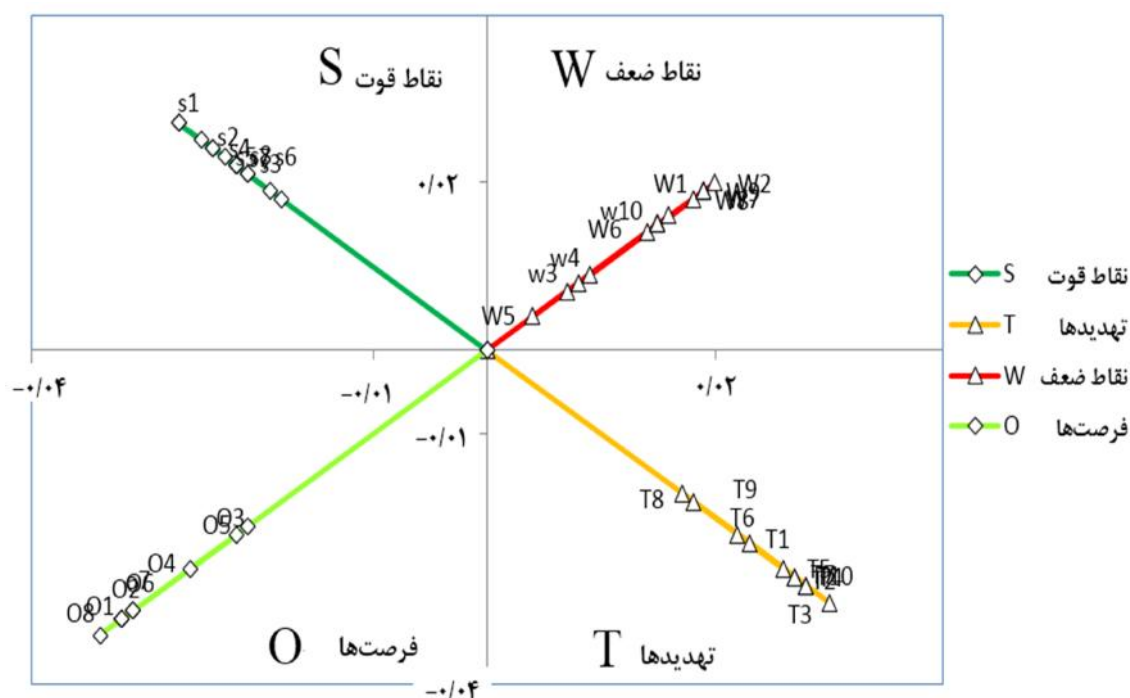 S نقاط قوت
W نقاط ضعف
s1
s2
s4
s3
s6
۰/۰۲
W1
W2
w10
W6
w4
w3
W5
-۰/۰۴
-۰/۰۱
۰/۰۲
-۰/۰۱
S نقاط قوت
T تهدیدها
W نقاط ضعف
O فرصت‌ها
T8
T9
T6
T1
T3
O3
O5
O4
O6
O1
O8
O فرصت‌ها
T تهدیدها
-۰/۰۴